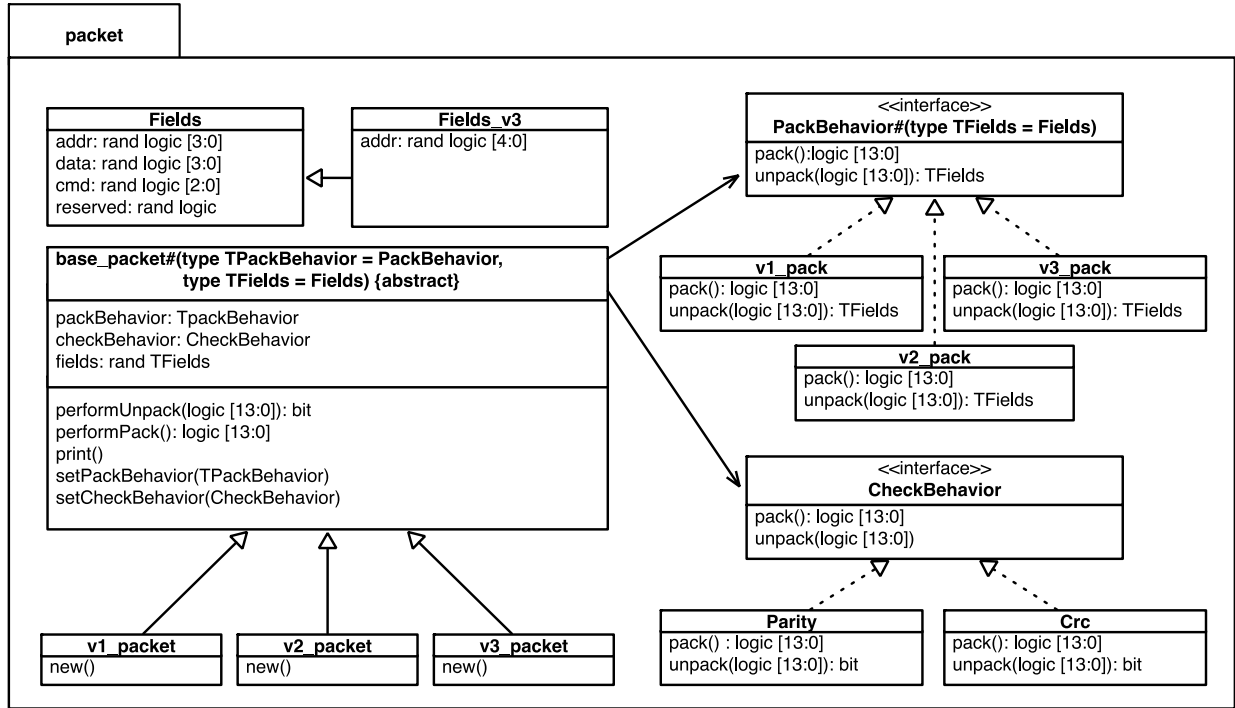 packet
Fields
addr: rand logic [3:0]
data: rand logic [3:0]
cmd: rand logic [2:0]
reserved: rand logic
Fields_v3
addr: rand logic [4:0]
<<interface>>
PackBehavior#(type TFields = Fields)
pack():logic [13:0]
unpack(logic [13:0]): TFields
base_packet#(type TPackBehavior = PackBehavior,
type TFields = Fields) {abstract}
packBehavior: TpackBehavior
checkBehavior: CheckBehavior
fields: rand TFields
performUnpack(logic [13:0]): bit
performPack(): logic [13:0]
print()
setPackBehavior(TPackBehavior)
setCheckBehavior(CheckBehavior)
v1_pack
pack(): logic [13:0]
unpack(logic [13:0]): TFields
v3_pack
pack(): logic [13:0]
unpack(logic [13:0]): TFields
v2_pack
pack(): logic [13:0]
unpack(logic [13:0]): TFields
<<interface>>
CheckBehavior
pack(): logic [13:0]
unpack(logic [13:0])
v1_packet
new()
v2_packet
new()
v3_packet
new()
Parity
pack() : logic [13:0]
unpack(logic [13:0]): bit
Crc
pack(): logic [13:0]
unpack(logic [13:0]): bit